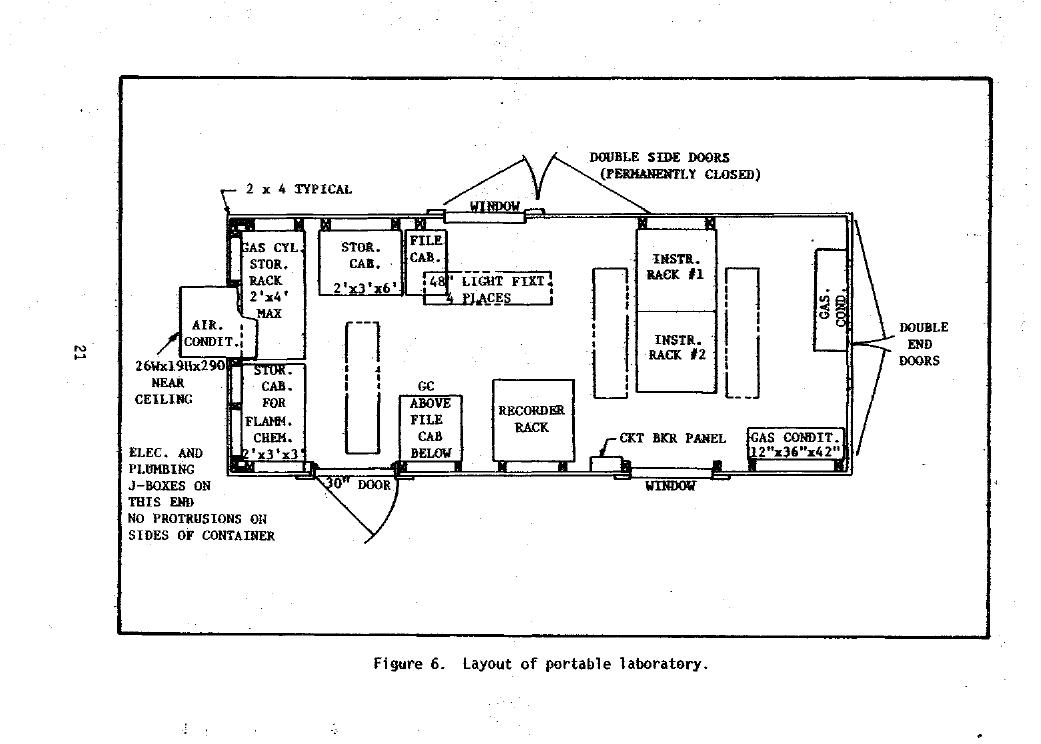 DOUBLE SIDE DOORS
(PERMANENTLY CLOSED)
2 x 4 TYPICAL
WINDOW
GAS CYL.
STOR.
RACK
2'x4'
MAX
STOR.
CAB.
2'x3'x6'
FILE
CAB.
48" LIGHT FIXT.
4 PLACES
INSTR.
RACK #1
INSTR.
RACK #2
GAS.
COND.
DOUBLE
END
DOORS
AIR.
CONDIT.
26Wx19Hx29O
NEAR
CEILING
21
STOR.
CAB.
FOR
FLAMM.
CHEM.
2'x3'x3'
GC
ABOVE
FILE
CAB
BELOW
RECORDER
RACK
CKT BKR PANEL
GAS CONDIT.
12"x36"x42"
ELEC. AND
PLUMBING
J-BOXES ON
THIS END
NO PROTRUSIONS ON
SIDES OF CONTAINER
30" DOOR
WINDOW
Figure 6. Layout of portable laboratory.